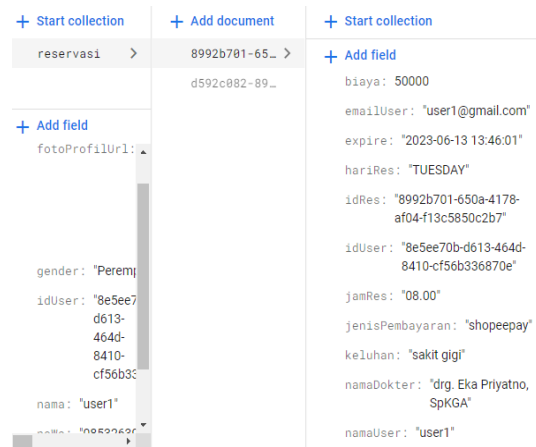 + Start collection
reservasi >
+ Add field
fotoProfilUrl:
gender: "Peremp
idUser: "8e5ee7
d613-
464d-
8410-
cf56b33
nama: "user1"
+ Add document
8992b701-65… >
d592c082-89…
+ Start collection
+ Add field
biaya: 50000
emailUser: "user1@gmail.com"
expire: "2023-06-13 13:46:01"
hariRes: "TUESDAY"
idRes: "8992b701-650a-4178-
af04-f13c5850c2b7"
idUser: "8e5ee70b-d613-464d-
8410-cf56b336870e"
jamRes: "08.00"
jenisPembayaran: "shopeepay"
keluhan: "sakit gigi"
namaDokter: "drg. Eka Priyatno,
SpKGA"
namaUser: "user1"